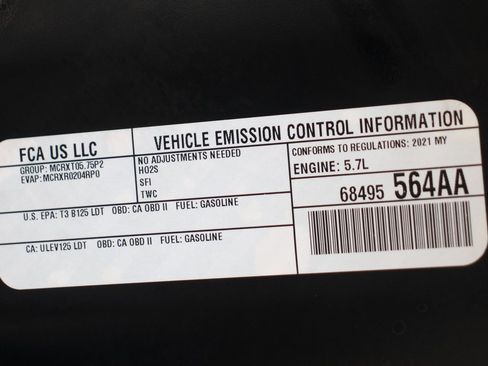 FCA US LLC
VEHICLE EMISSION CONTROL INFORMATION
GROUP: MCRXT05.75P2
EVAP: MCRXR0204RP0
NO ADJUSTMENTS NEEDED
HO2S
SFI
TWC
CONFORMS TO REGULATIONS: 2021 MY
ENGINE: 5.7L
68495 564AA
U.S. EPA: T3 B125 LDT OBD: CA OBD II FUEL: GASOLINE
CA: ULEV125 LDT OBD: CA OBD II FUEL: GASOLINE